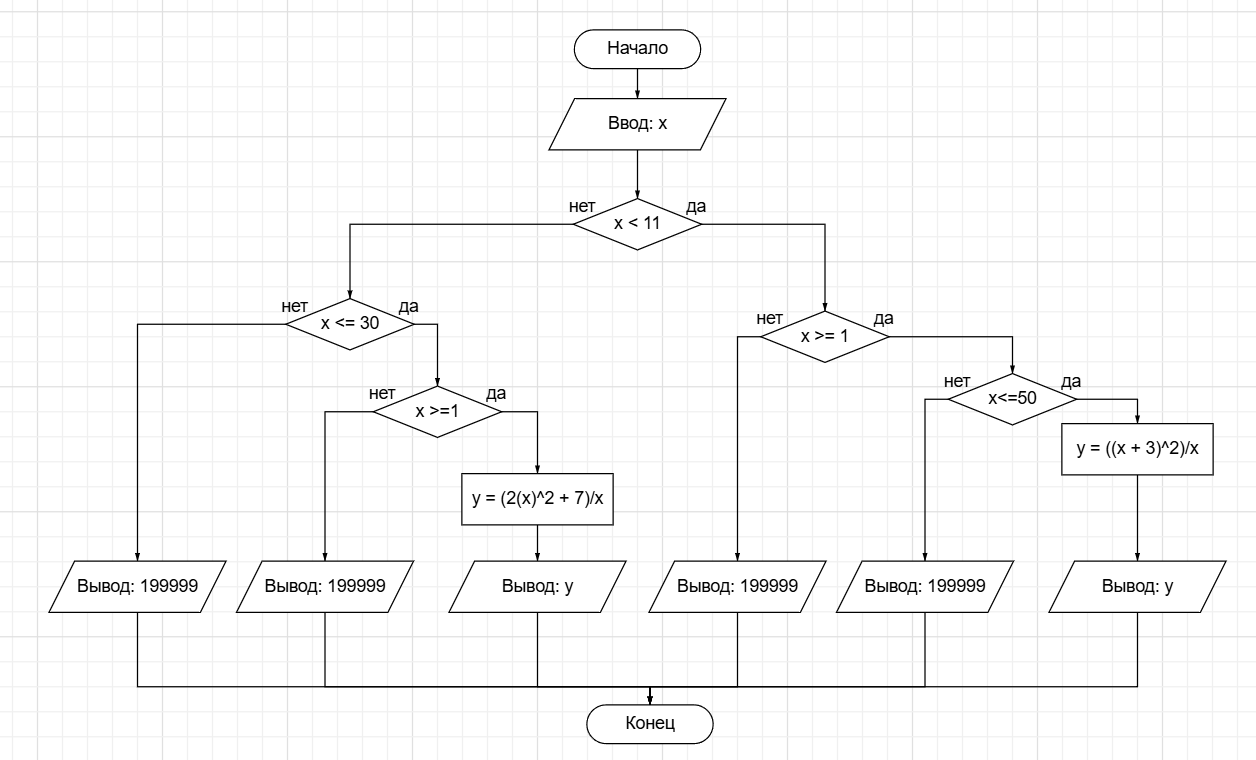 Начало
Ввод: x
нет
да
x < 11
нет
да
x <= 30
нет
да
x >= 1
нет
да
x >=1
нет
да
x<=50
y = ((x + 3)^2)/x
y = (2(x)^2 + 7)/x
Вывод: 199999
Вывод: 199999
Вывод: y
Вывод: 199999
Вывод: 199999
Вывод: y
Конец